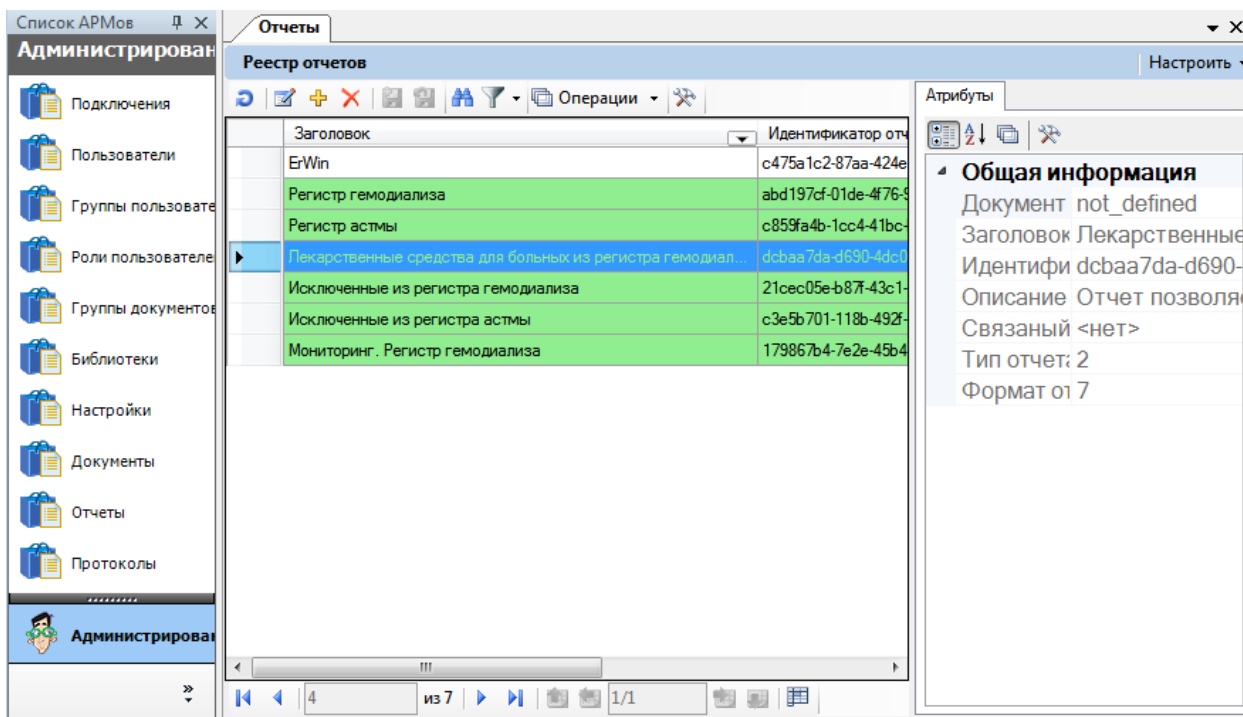 Список АРМов
Администрирован
Подключения
Пользователи
Группы пользовате
Роли пользователе
Группы документов
Библиотеки
Настройки
Документы
Отчеты
Протоколы
Администрирован
Отчеты
Реестр отчетов
Настроить
Операции
Заголовок Идентификатор отч
ErWin c475a1c2-87aa-424e
Регистр гемодиализа abd197cf-01de-4f76-9
Регистр астмы c859fa4b-1cc4-41bc-
Лекарственные средства для больных из регистра гемодиал... dcbaa7da-d690-4dc0
Исключенные из регистра гемодиализа 21cec05e-b87f-43c1-
Исключенные из регистра астмы c3e5b701-118b-492f-
Мониторинг. Регистр гемодиализа 179867b4-7e2e-45b4
4 из 7 1/1
Атрибуты
Общая информация
Документ not_defined
Заголовок Лекарственные
Идентифи dcbaa7da-d690-
Описание Отчет позволя
Связаный <нет>
Тип отчета 2
Формат от 7